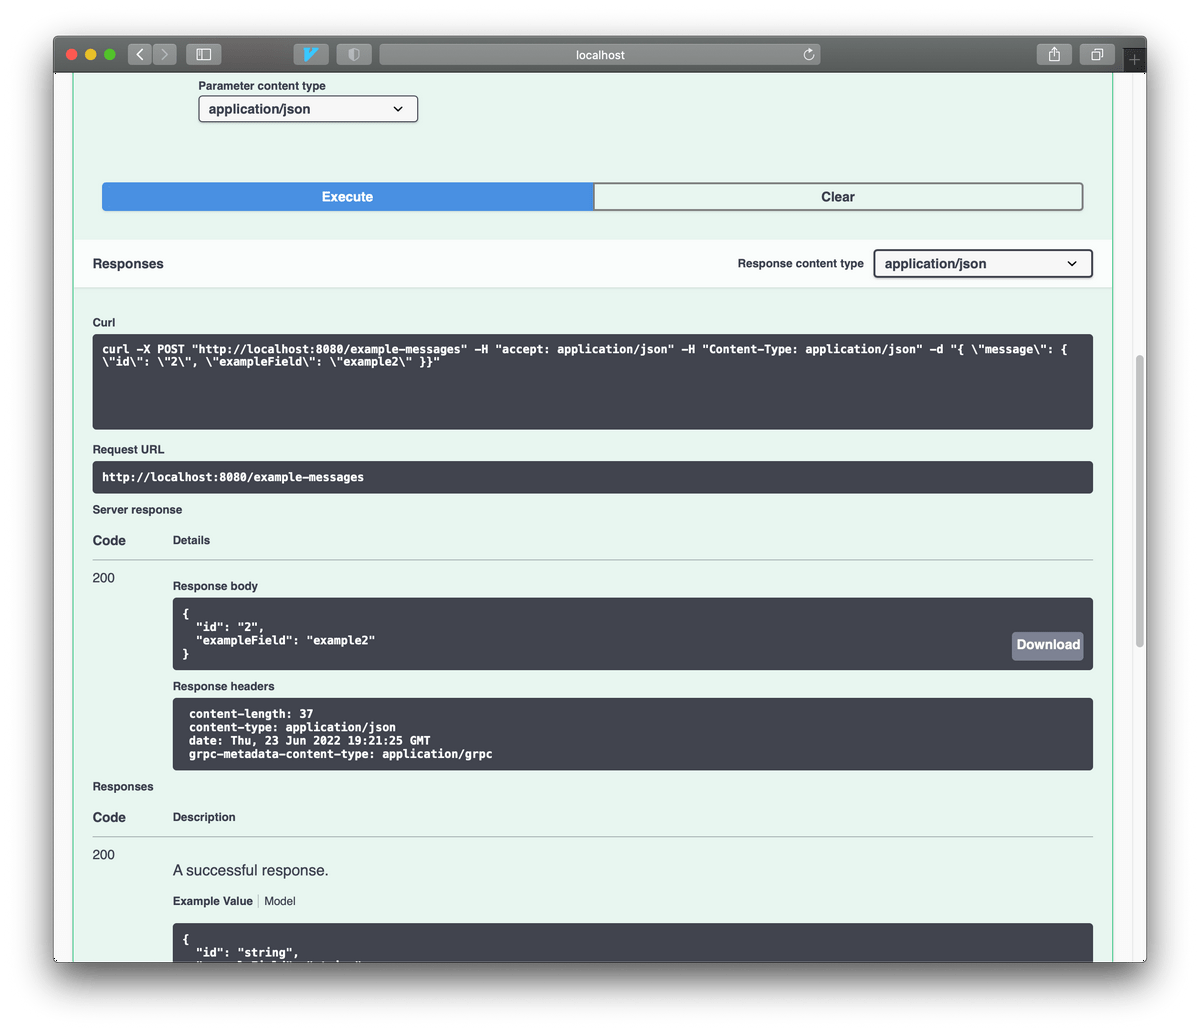 localhost
Parameter content type
application/json
Execute
Clear
Responses
Response content type
application/json
Curl
curl -X POST "http://localhost:8080/example-messages" -H "accept: application/json" -H "Content-Type: application/json" -d "{ \"message\": {
\"id\": \"2\", \"exampleField\": \"example2\" }}"
Request URL
http://localhost:8080/example-messages
Server response
Code
Details
200
Response body
{
"id": "2",
"exampleField": "example2"
}
Download
Response headers
content-length: 37
content-type: application/json
date: Thu, 23 Jun 2022 19:21:25 GMT
grpc-metadata-content-type: application/grpc
Responses
Code
Description
200
A successful response.
Example Value
Model
{
"id": "string",